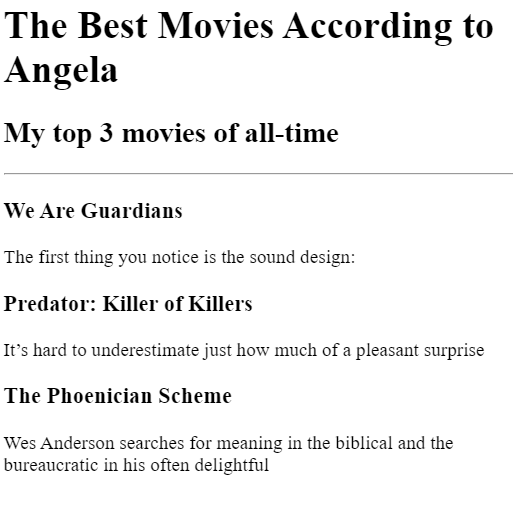 The Best Movies According to
Angela
My top 3 movies of all-time
We Are Guardians
The first thing you notice is the sound design:
Predator: Killer of Killers
It’s hard to underestimate just how much of a pleasant surprise
The Phoenician Scheme
Wes Anderson searches for meaning in the biblical and the
bureaucratic in his often delightful